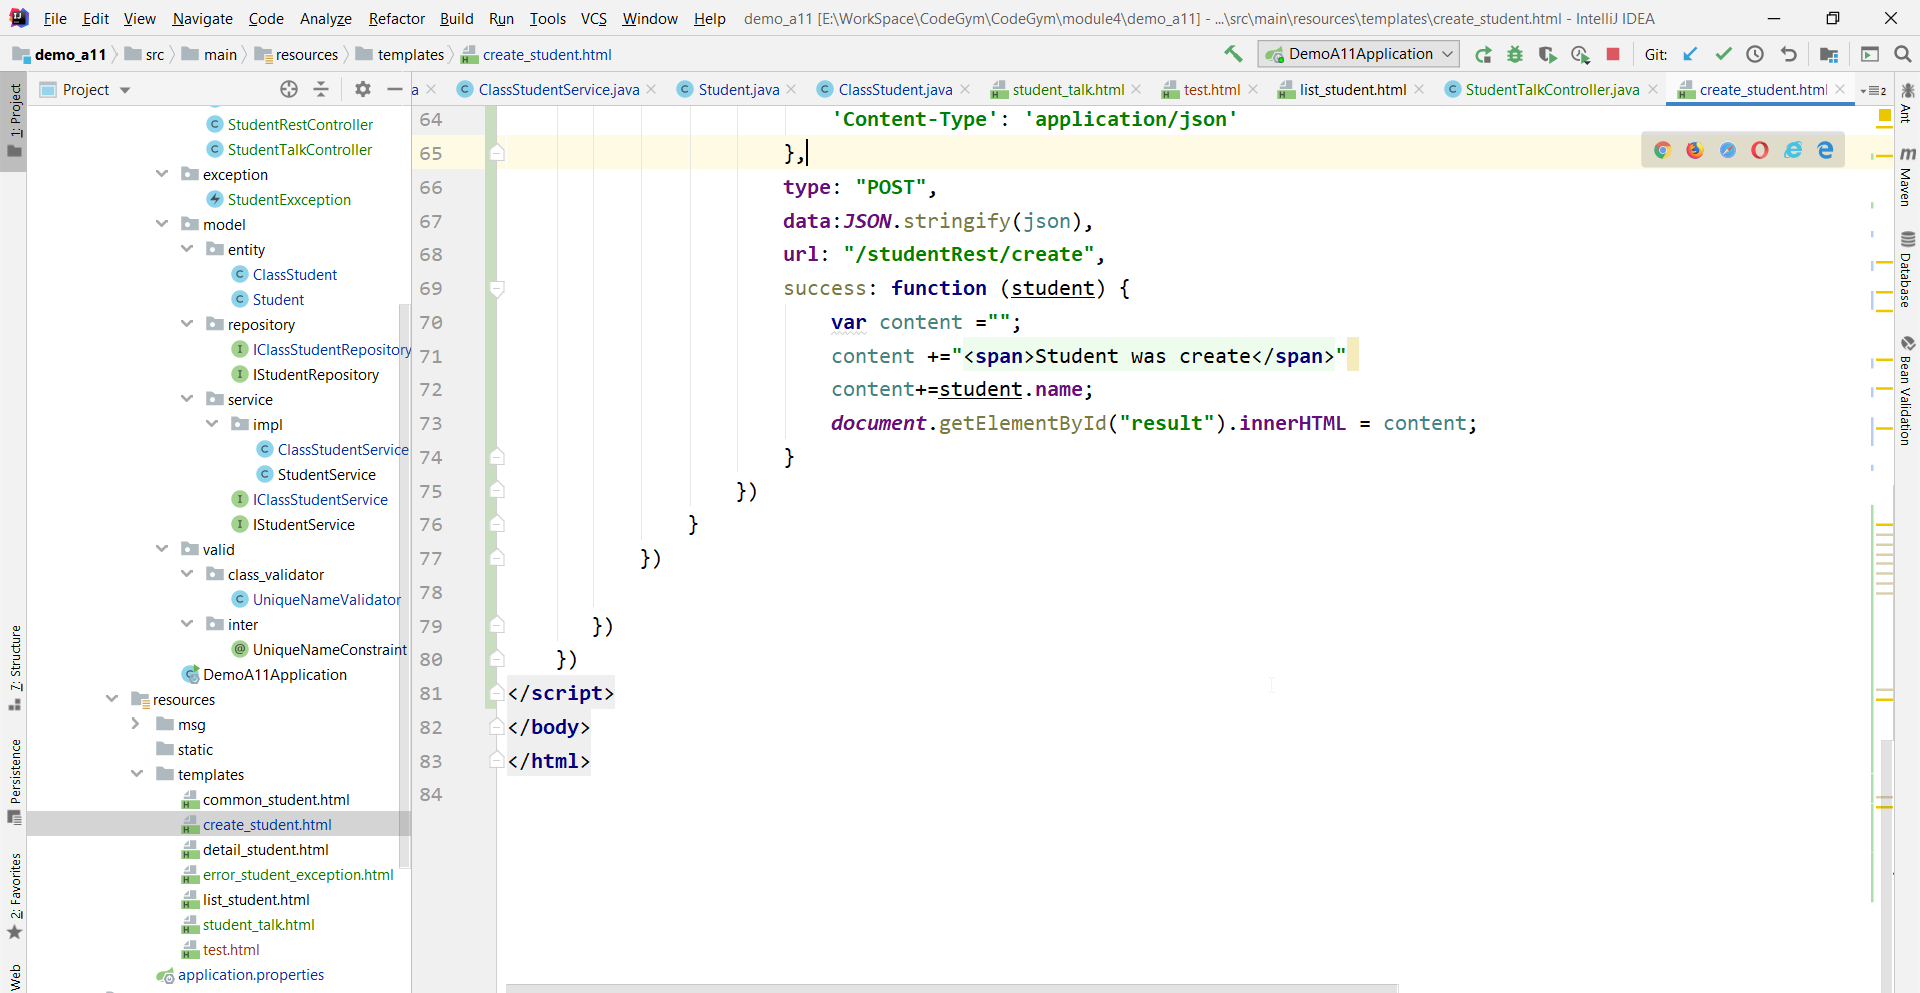 File Edit View Navigate Code Analyze Refactor Build Run Tools VCS Window Help demo_a11 [E:\WorkSpace\CodeGym\CodeGym\module4\demo_a11] - ...\src\main\resources\templates\create_student.html - IntelliJ IDEA
demo_a11 src main resources templates create_student.html DemoA11Application Git:
Project a ClassStudentService.java Student.java ClassStudent.java student_talk.html test.html list_student.html StudentTalkController.java create_student.html 2
1: Project
7: Structure
Persistence
2: Favorites
Web
StudentRestController
StudentTalkController
exception
StudentExxception
model
entity
ClassStudent
Student
repository
IClassStudentRepository
IStudentRepository
service
impl
ClassStudentService
StudentService
IClassStudentService
IStudentService
valid
class_validator
UniqueNameValidator
inter
UniqueNameConstraint
DemoA11Application
resources
msg
static
templates
common_student.html
create_student.html
detail_student.html
error_student_exception.html
list_student.html
student_talk.html
test.html
application.properties
64 'Content-Type': 'application/json'
65 },
66 type: "POST",
67 data:JSON.stringify(json),
68 url: "/studentRest/create",
69 success: function (student) {
70 var content ="";
71 content +="<span>Student was create</span>"
72 content+=student.name;
73 document.getElementById("result").innerHTML = content;
74 }
75 })
76 }
77 })
78
79 })
80 })
81 </script>
82 </body>
83 </html>
84
Ant
Maven
Database
Bean Validation